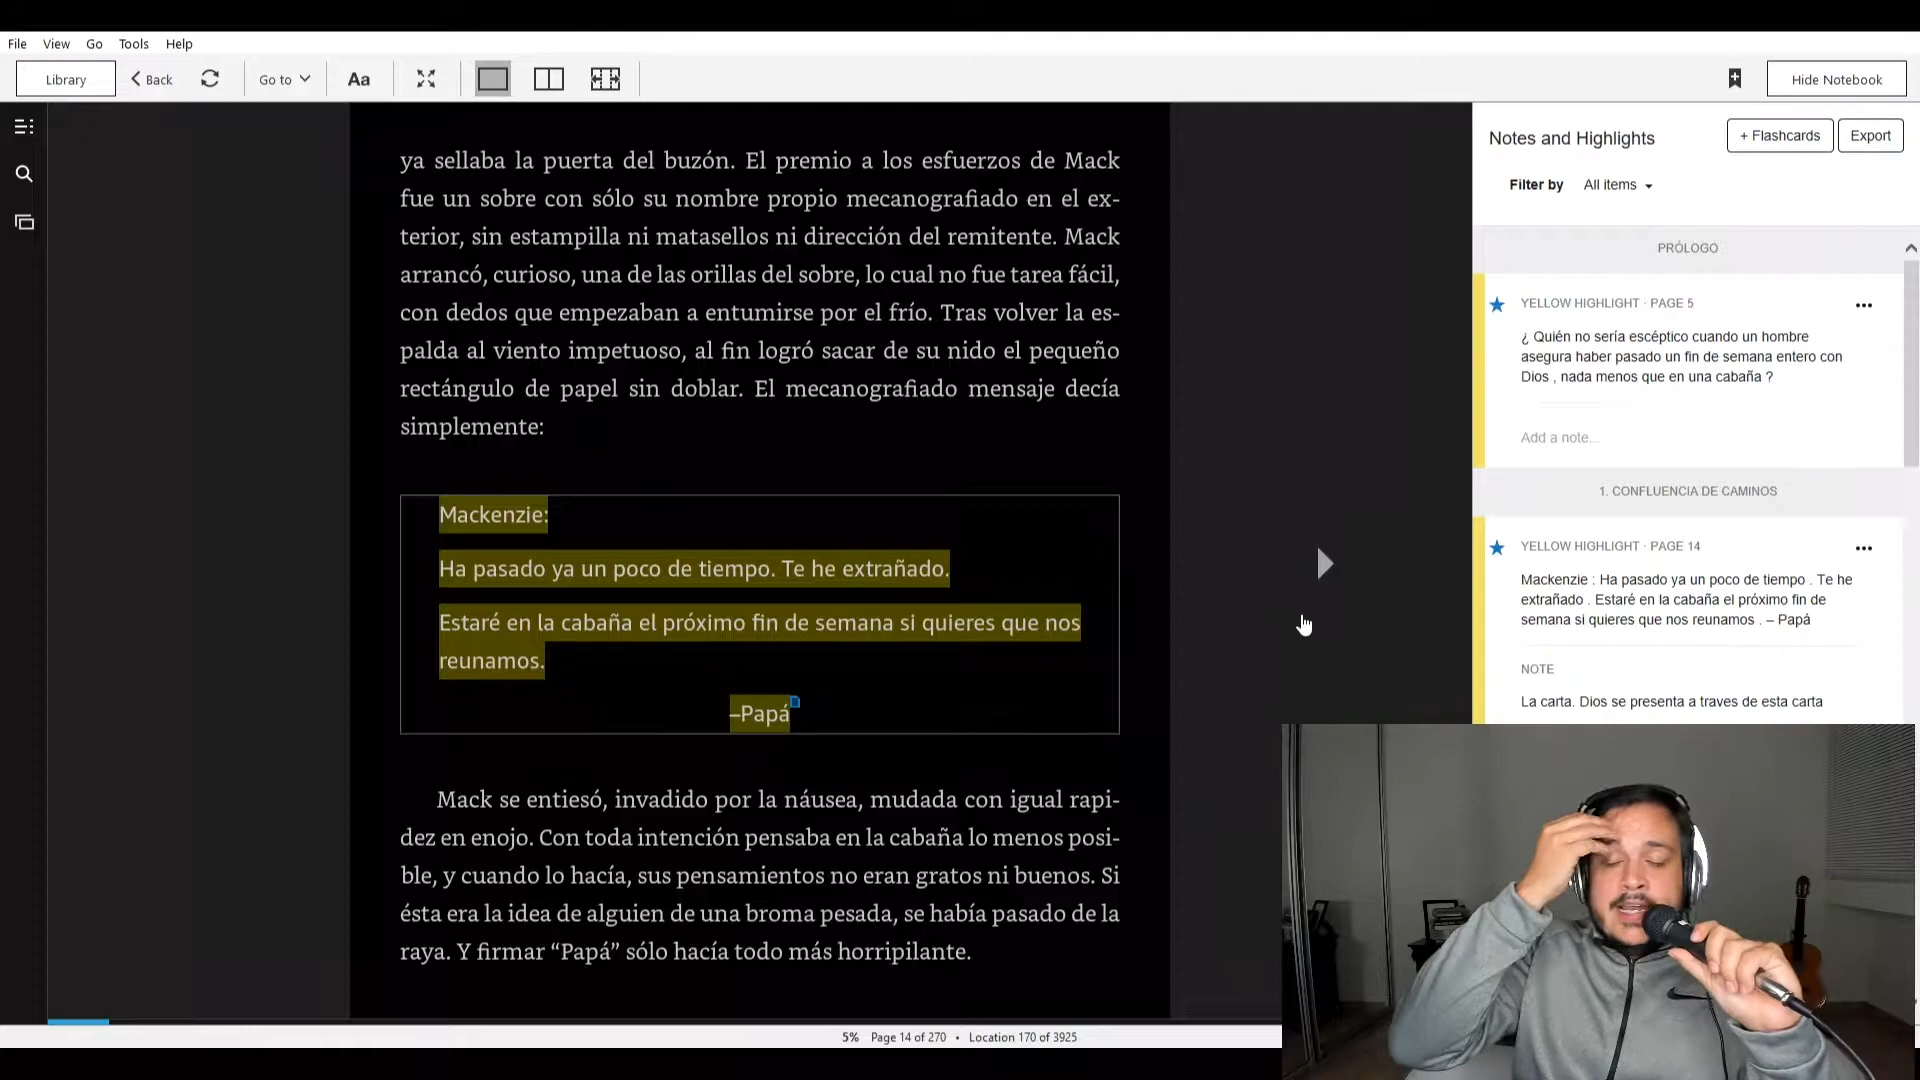 File View Go Tools Help
Library Back Go to Aa Hide Notebook
ya sellaba la puerta del buzón. El premio a los esfuerzos de Mack
fue un sobre con sólo su nombre propio mecanografiado en el ex-
terior, sin estampilla ni matasellos ni dirección del remitente. Mack
arrancó, curioso, una de las orillas del sobre, lo cual no fue tarea fácil,
con dedos que empezaban a entumirse por el frío. Tras volver la es-
palda al viento impetuoso, al fin logró sacar de su nido el pequeño
rectángulo de papel sin doblar. El mecanografiado mensaje decía
simplemente:
Mackenzie:
Ha pasado ya un poco de tiempo. Te he extrañado.
Estaré en la cabaña el próximo fin de semana si quieres que nos
reunamos.
–Papá
Mack se entiesó, invadido por la náusea, mudada con igual rapi-
dez en enojo. Con toda intención pensaba en la cabaña lo menos posi-
ble, y cuando lo hacía, sus pensamientos no eran gratos ni buenos. Si
ésta era la idea de alguien de una broma pesada, se había pasado de la
raya. Y firmar “Papá” sólo hacía todo más horripilante.
5% Page 14 of 270 • Location 170 of 3925
Notes and Highlights + Flashcards Export
Filter by All items
PRÓLOGO
YELLOW HIGHLIGHT · PAGE 5
¿ Quién no sería escéptico cuando un hombre
asegura haber pasado un fin de semana entero con
Dios , nada menos que en una cabaña ?
Add a note...
1. CONFLUENCIA DE CAMINOS
YELLOW HIGHLIGHT · PAGE 14
Mackenzie : Ha pasado ya un poco de tiempo . Te he
extrañado . Estaré en la cabaña el próximo fin de
semana si quieres que nos reunamos . – Papá
NOTE
La carta. Dios se presenta a traves de esta carta